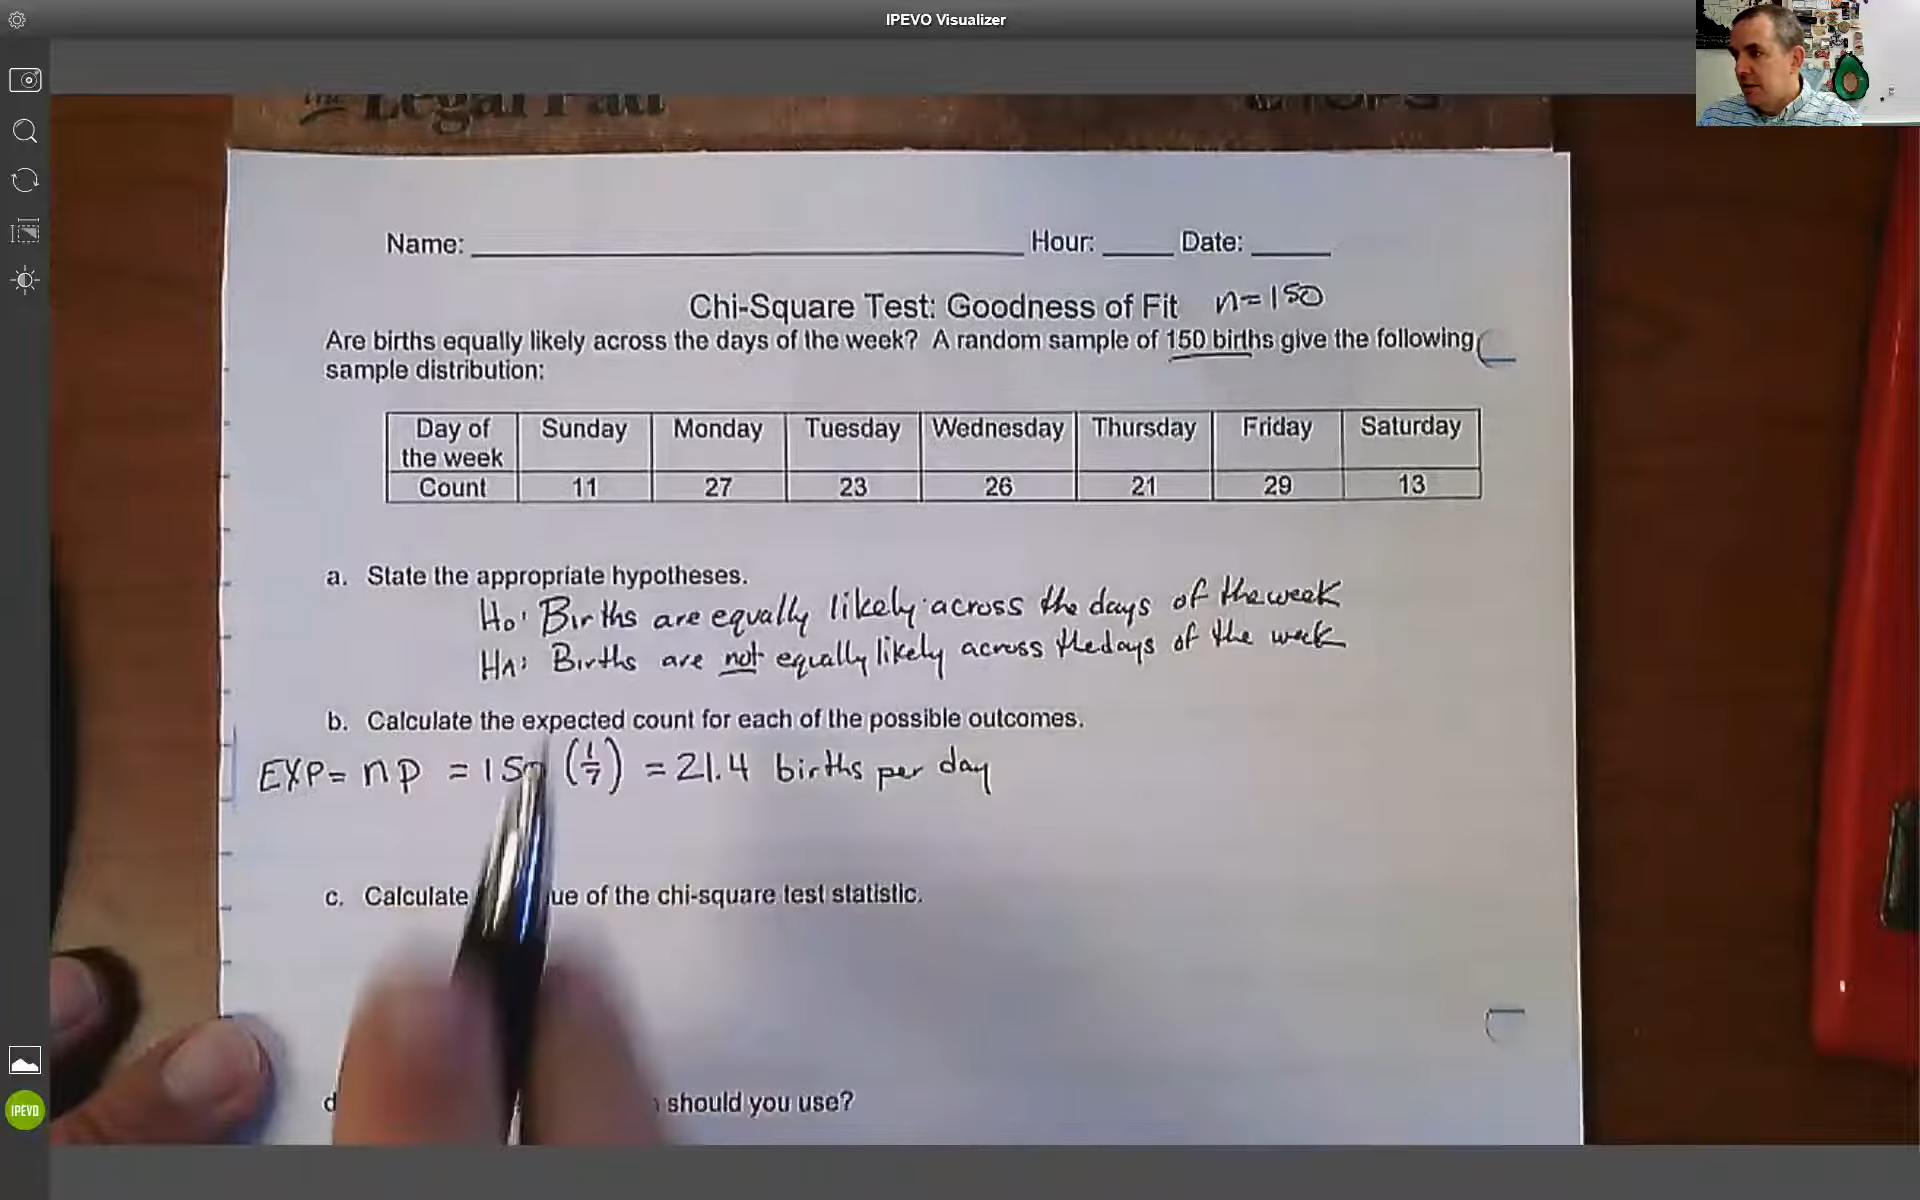 IPEVO Visualizer
The Legal Pad
TOPS
Name: Hour: Date:
Chi-Square Test: Goodness of Fit n=150
Are births equally likely across the days of the week? A random sample of 150 births give the following
sample distribution:
Day of the week Sunday Monday Tuesday Wednesday Thursday Friday Saturday
Count 11 27 23 26 21 29 13
a. State the appropriate hypotheses.
Ho: Births are equally likely across the days of the week
HA: Births are not equally likely across the days of the week
b. Calculate the expected count for each of the possible outcomes.
EXP = np = 150 (1/7) = 21.4 births per day
c. Calculate ue of the chi-square test statistic.
d should you use?
IPEVO